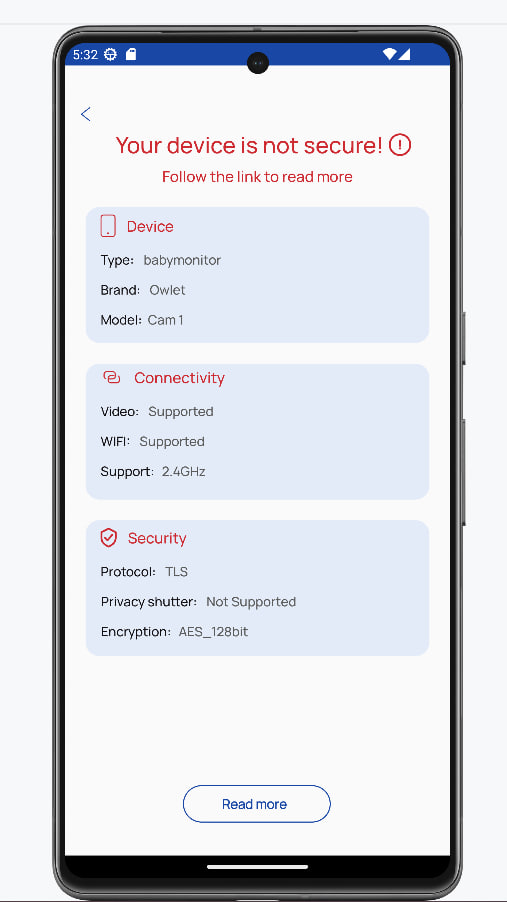 5:32
Your device is not secure!
Follow the link to read more
Device
Type: babymonitor
Brand: Owlet
Model: Cam 1
Connectivity
Video: Supported
WIFI: Supported
Support: 2.4GHz
Security
Protocol: TLS
Privacy shutter: Not Supported
Encryption: AES_128bit
Read more